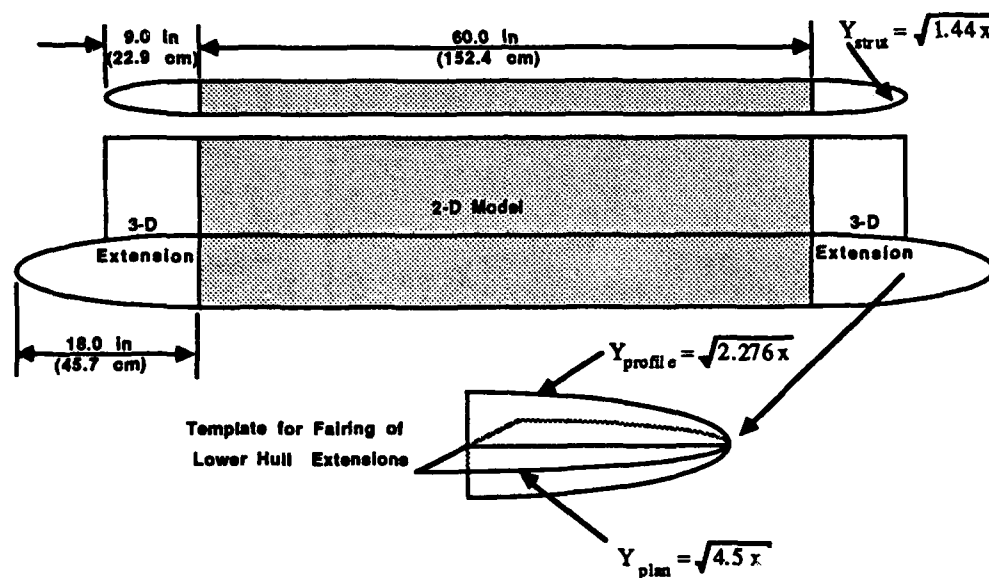 9.0 in
(22.9 cm)
60.0 in
(152.4 cm)
Y_strut = √1.44 x
2-D Model
3-D
Extension
3-D
Extension
18.0 in
(45.7 cm)
Y_profile = √2.276 x
Template for Fairing of
Lower Hull Extensions
Y_plan = √4.5 x